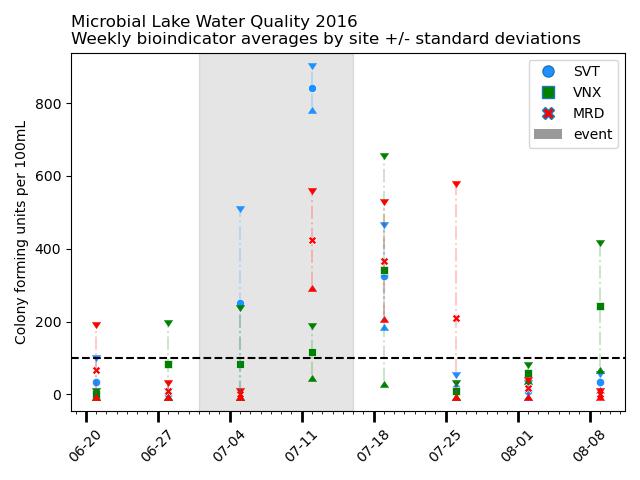 Microbial Lake Water Quality 2016
Weekly bioindicator averages by site +/- standard deviations
SVT
VNX
MRD
event
Colony forming units per 100mL
800
600
400
200
0
06-20
06-27
07-04
07-11
07-18
07-25
08-01
08-08